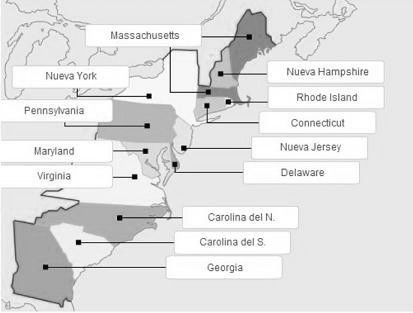 Massachusetts
Nueva York
Nueva Hampshire
Rhode Island
Pennsylvania
Connecticut
Maryland
Nueva Jersey
Virginia
Delaware
Carolina del N.
Carolina del S.
Georgia